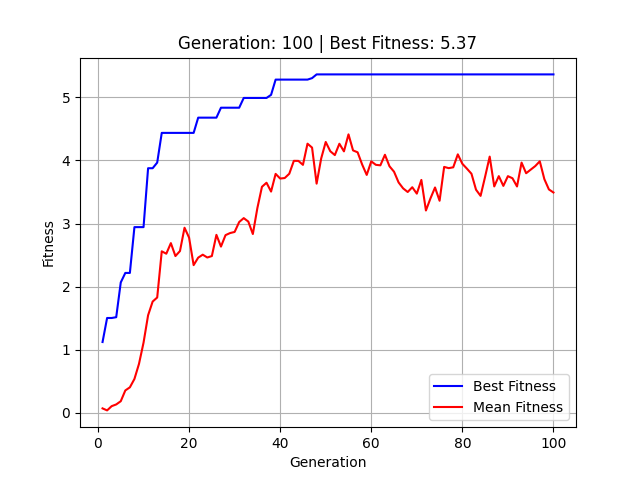 Generation: 100 | Best Fitness: 5.37
Fitness
5
4
3
2
1
0
Best Fitness
Mean Fitness
0 20 40 60 80 100
Generation